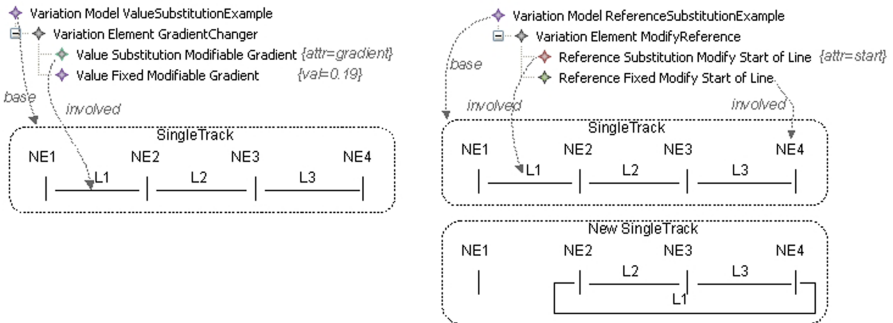 Variation Model ValueSubstitutionExample
Variation Element GradientChanger
Value Substitution Modifiable Gradient {attr=gradient}
Value Fixed Modifiable Gradient {val=0.19}
base
involved
SingleTrack
NE1 NE2 NE3 NE4
L1 L2 L3
Variation Model ReferenceSubstitutionExample
Variation Element ModifyReference
Reference Substitution Modify Start of Line {attr=start}
Reference Fixed Modify Start of Line
base
involved involved
SingleTrack
NE1 NE2 NE3 NE4
L1 L2 L3
New SingleTrack
NE1 NE2 NE3 NE4
L2 L3
L1